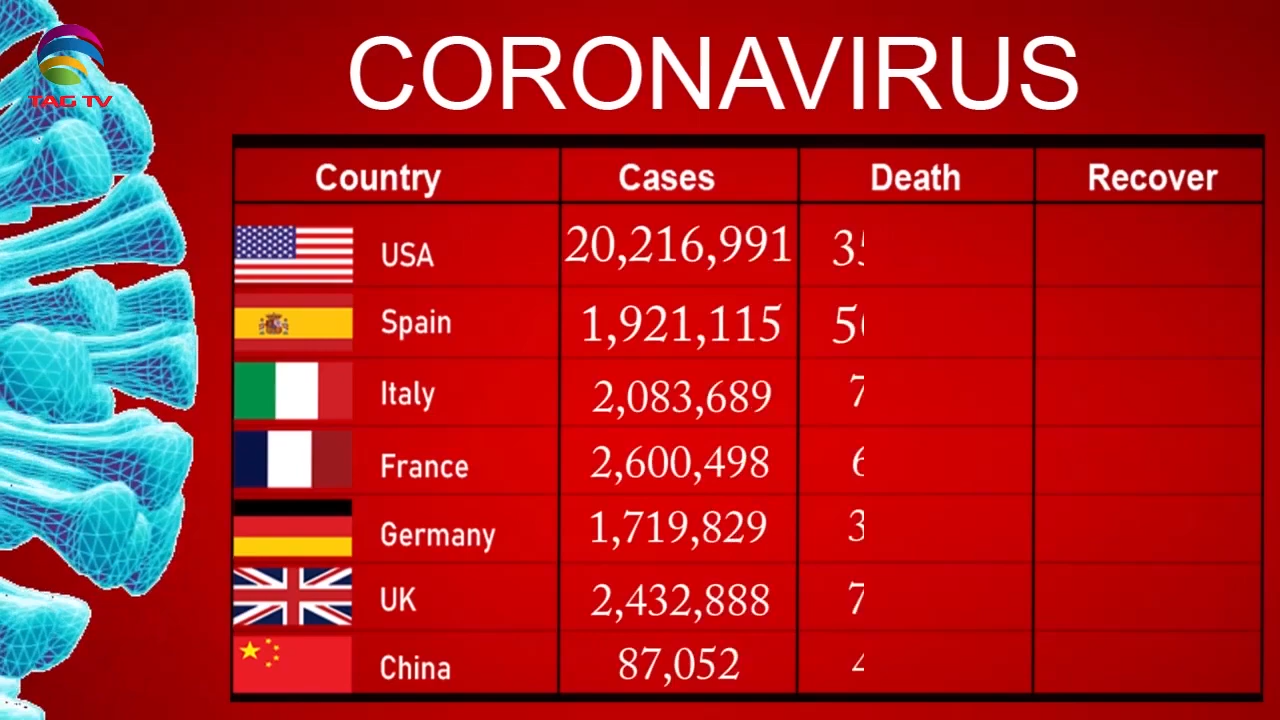 TAG TV
CORONAVIRUS
Country Cases Death Recover
USA 20,216,991
Spain 1,921,115
Italy 2,083,689
France 2,600,498
Germany 1,719,829
UK 2,432,888
China 87,052